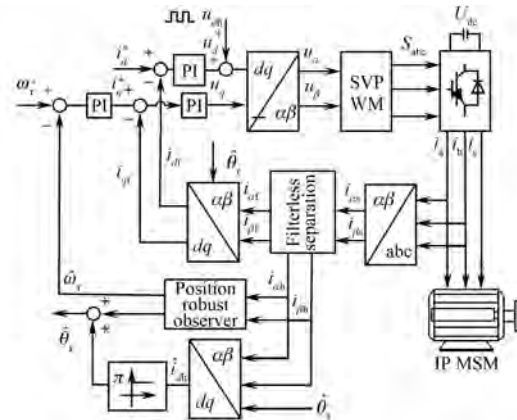 u_dh
U_dc
i_d^*
u_d
u_α
S_abc
PI
dq
αβ
SVP
WM
ω_r^*
PI
i_q^*
PI
u_q
u_β
i_a i_b i_c
i_df
i_qf
θ̂_r
αβ
dq
i_αf
i_βf
Filterless
separation
i_αs
i_βs
αβ
abc
ω̂_r
Position
robust
observer
i_αh
i_βh
IP MSM
θ̂_r
π
i_dh
αβ
dq
θ̂_r